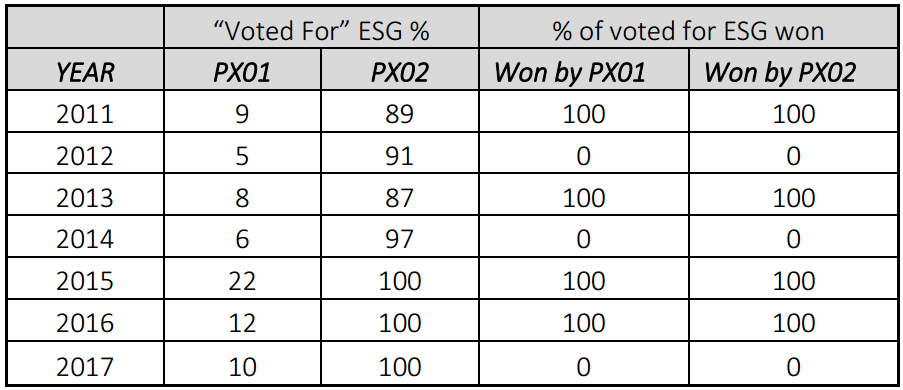 “Voted For” ESG % % of voted for ESG won
YEAR PX01 PX02 Won by PX01 Won by PX02
2011 9 89 100 100
2012 5 91 0 0
2013 8 87 100 100
2014 6 97 0 0
2015 22 100 100 100
2016 12 100 100 100
2017 10 100 0 0